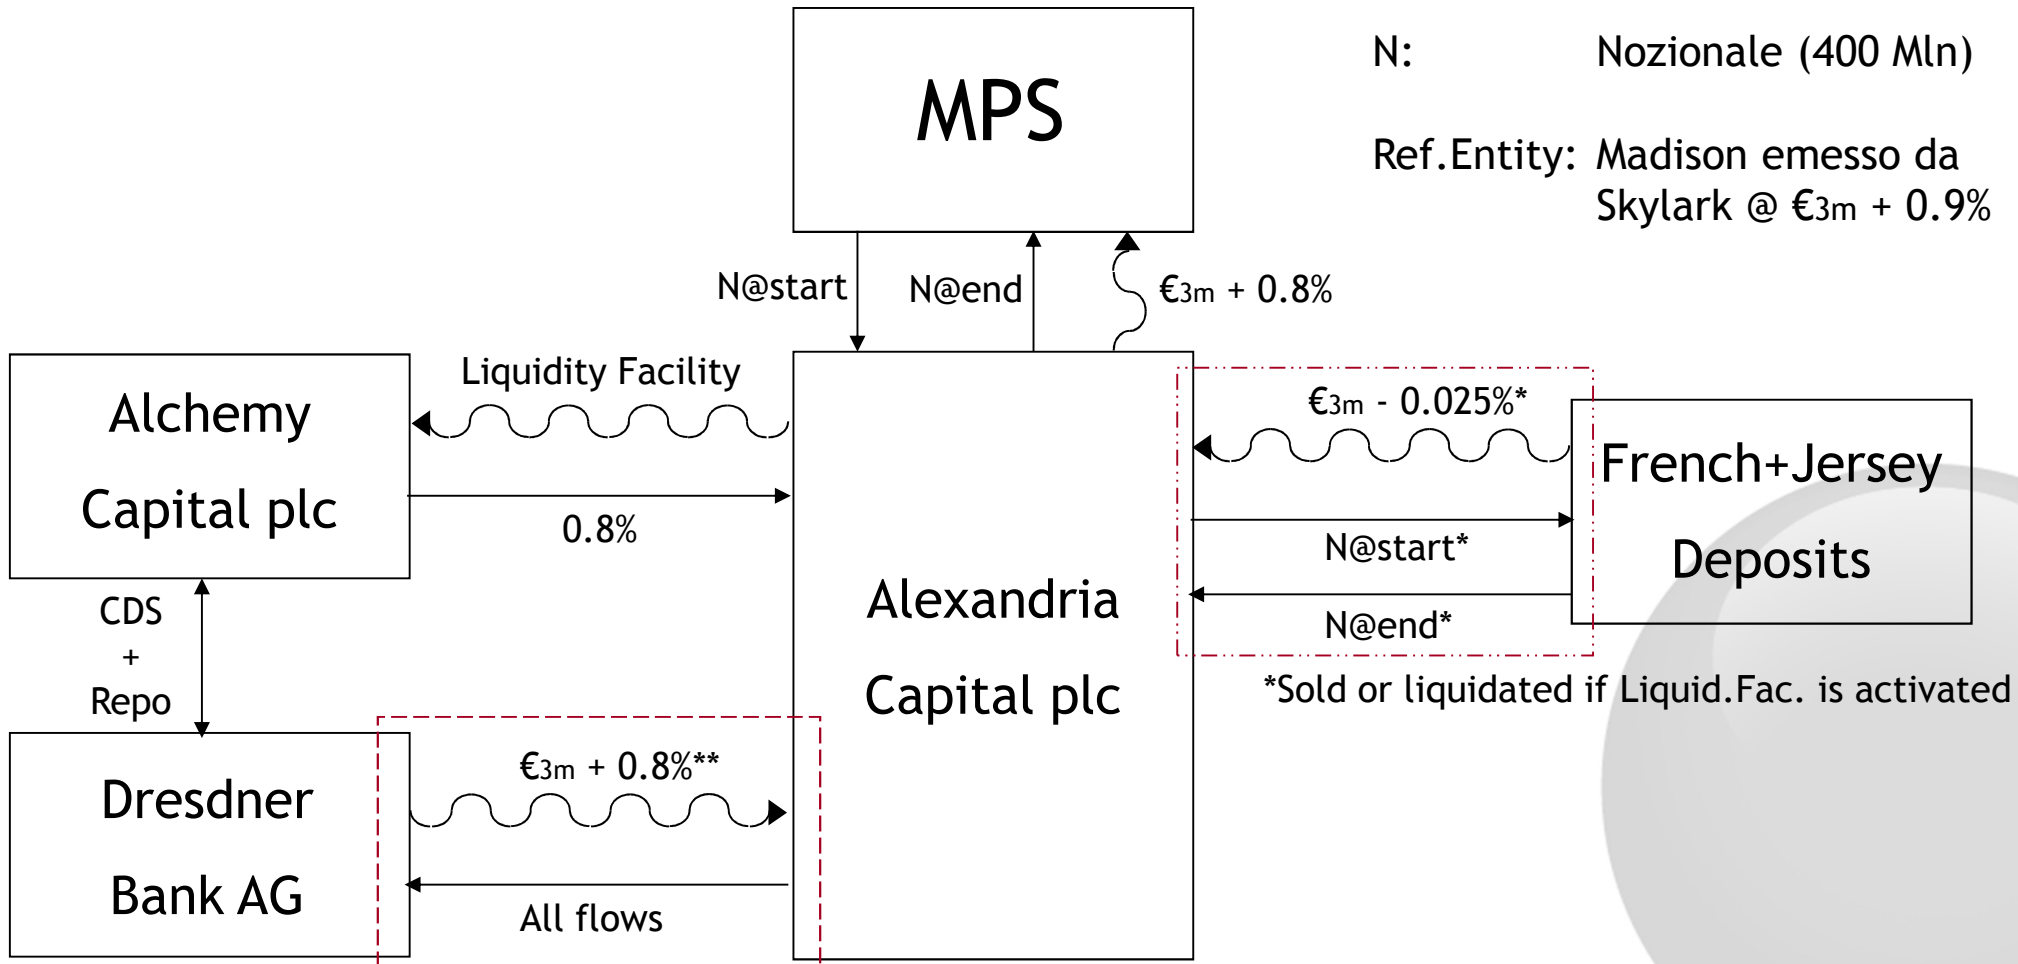 MPS
N: Nozionale (400 Mln)
Ref.Entity: Madison emesso da
Skylark @ €3m + 0.9%
N@start
N@end
€3m + 0.8%
Alchemy
Capital plc
Liquidity Facility
0.8%
CDS
+
Repo
Dresdner
Bank AG
€3m + 0.8%**
All flows
Alexandria
Capital plc
€3m - 0.025%*
N@start*
N@end*
French+Jersey
Deposits
*Sold or liquidated if Liquid.Fac. is activated